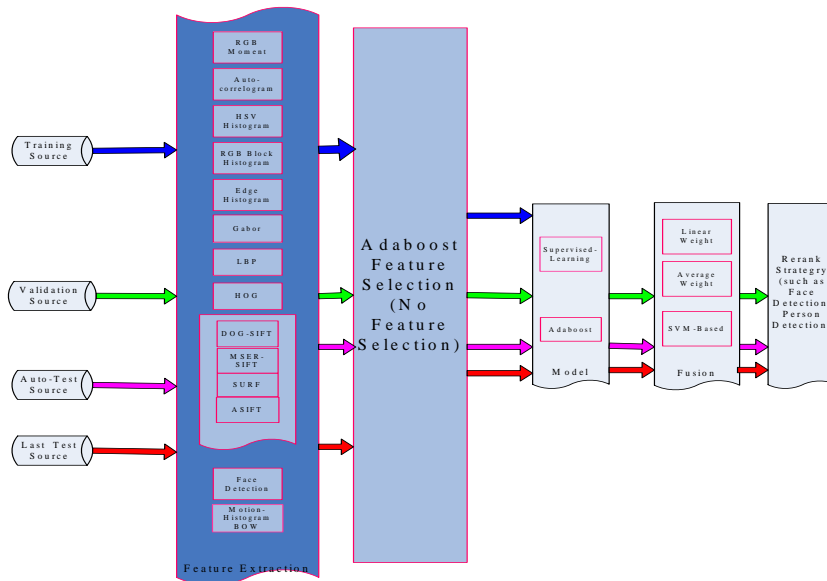 Training
Source
Validation
Source
Auto-Test
Source
Last Test
Source
RGB
Moment
Auto-
correlogram
HSV
Histogram
RGB Block
Histogram
Edge
Histogram
Gabor
LBP
HOG
DOG-SIFT
MSER-
SIFT
SURF
ASIFT
Face
Detection
Motion-
Histogram
BOW
Feature Extraction
Adaboost
Feature
Selection
(No
Feature
Selection)
Supervised-
Learning
Adaboost
Model
Linear
Weight
Average
Weight
SVM-Based
Fusion
Rerank
Strategy
(such as
Face
Detection
Person
Detection